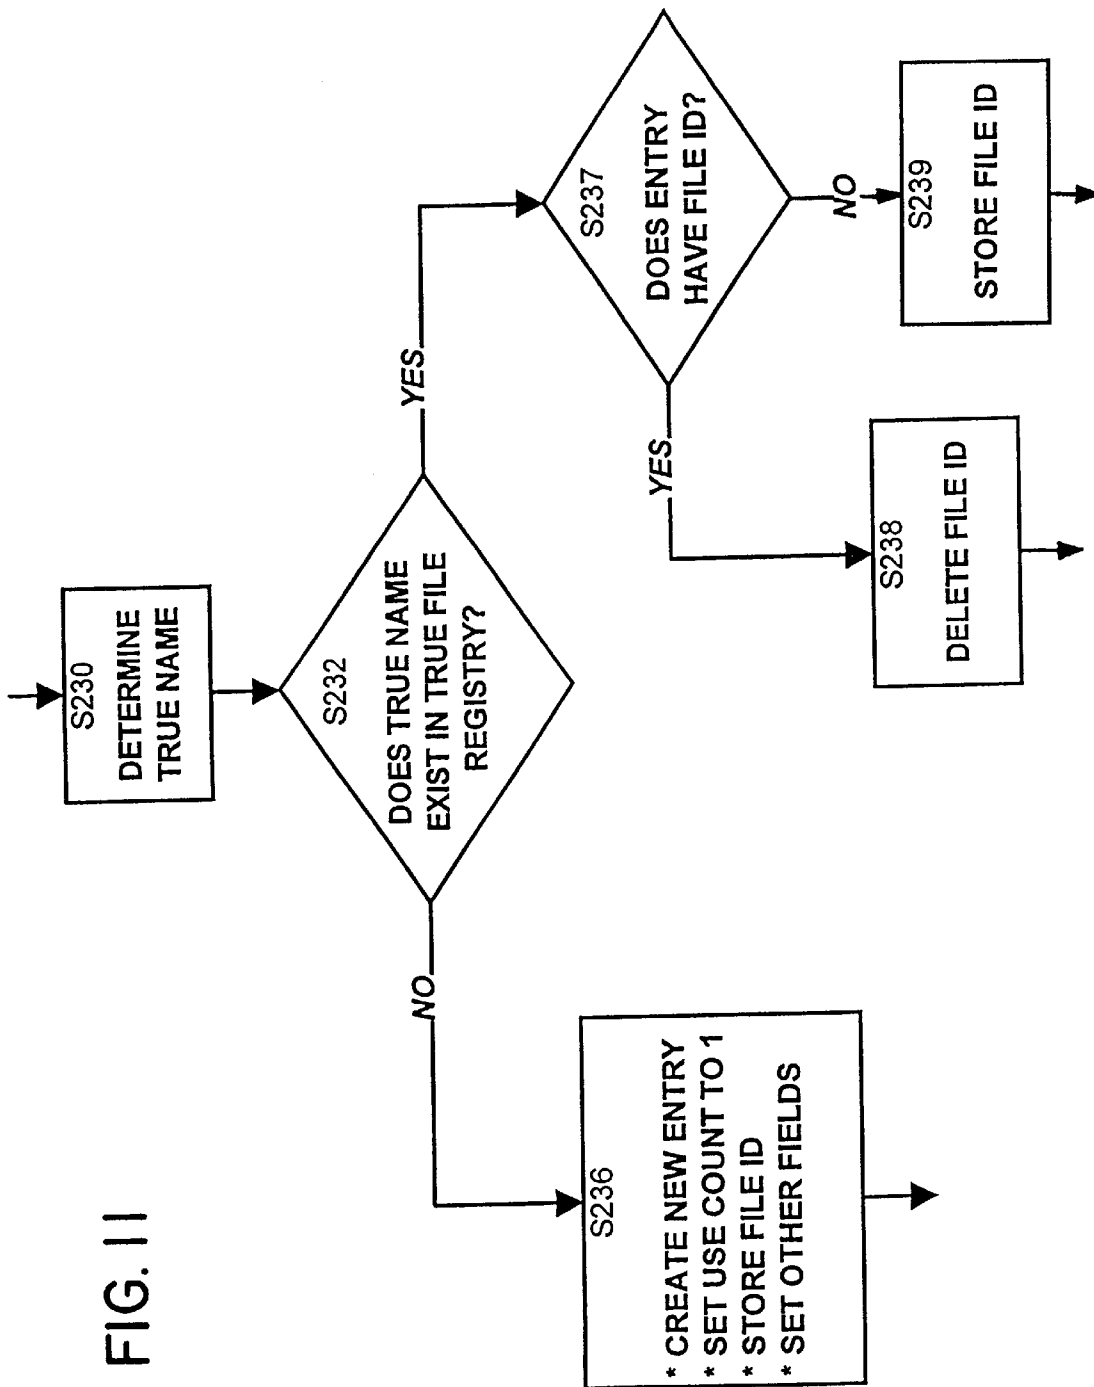 FIG. 11
S230
DETERMINE
TRUE NAME
S232
DOES TRUE NAME
EXIST IN TRUE FILE
REGISTRY?
NO
YES
S236
* CREATE NEW ENTRY
* SET USE COUNT TO 1
* STORE FILE ID
* SET OTHER FIELDS
S237
DOES ENTRY
HAVE FILE ID?
YES
NO
S238
DELETE FILE ID
S239
STORE FILE ID